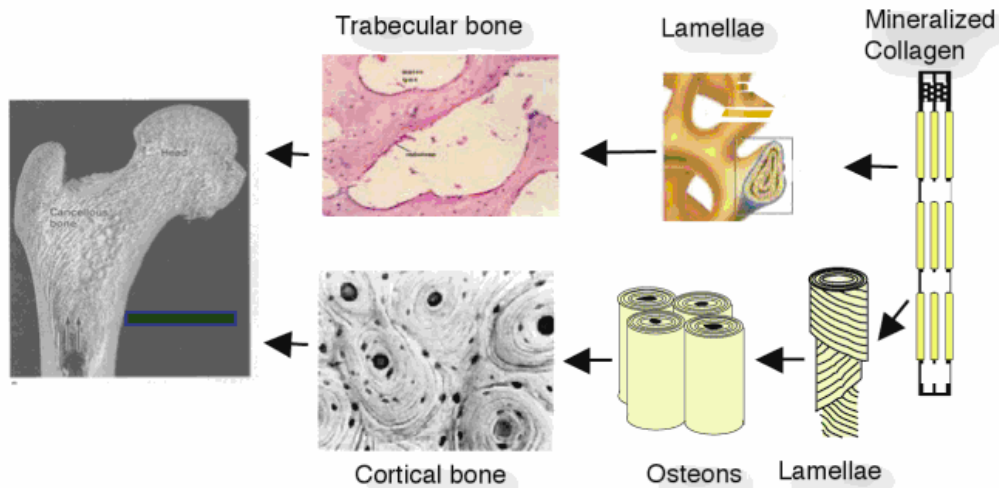 Trabecular bone
Lamellae
Mineralized
Collagen
Head
Cancellous
bone
Cortical bone
Osteons
Lamellae